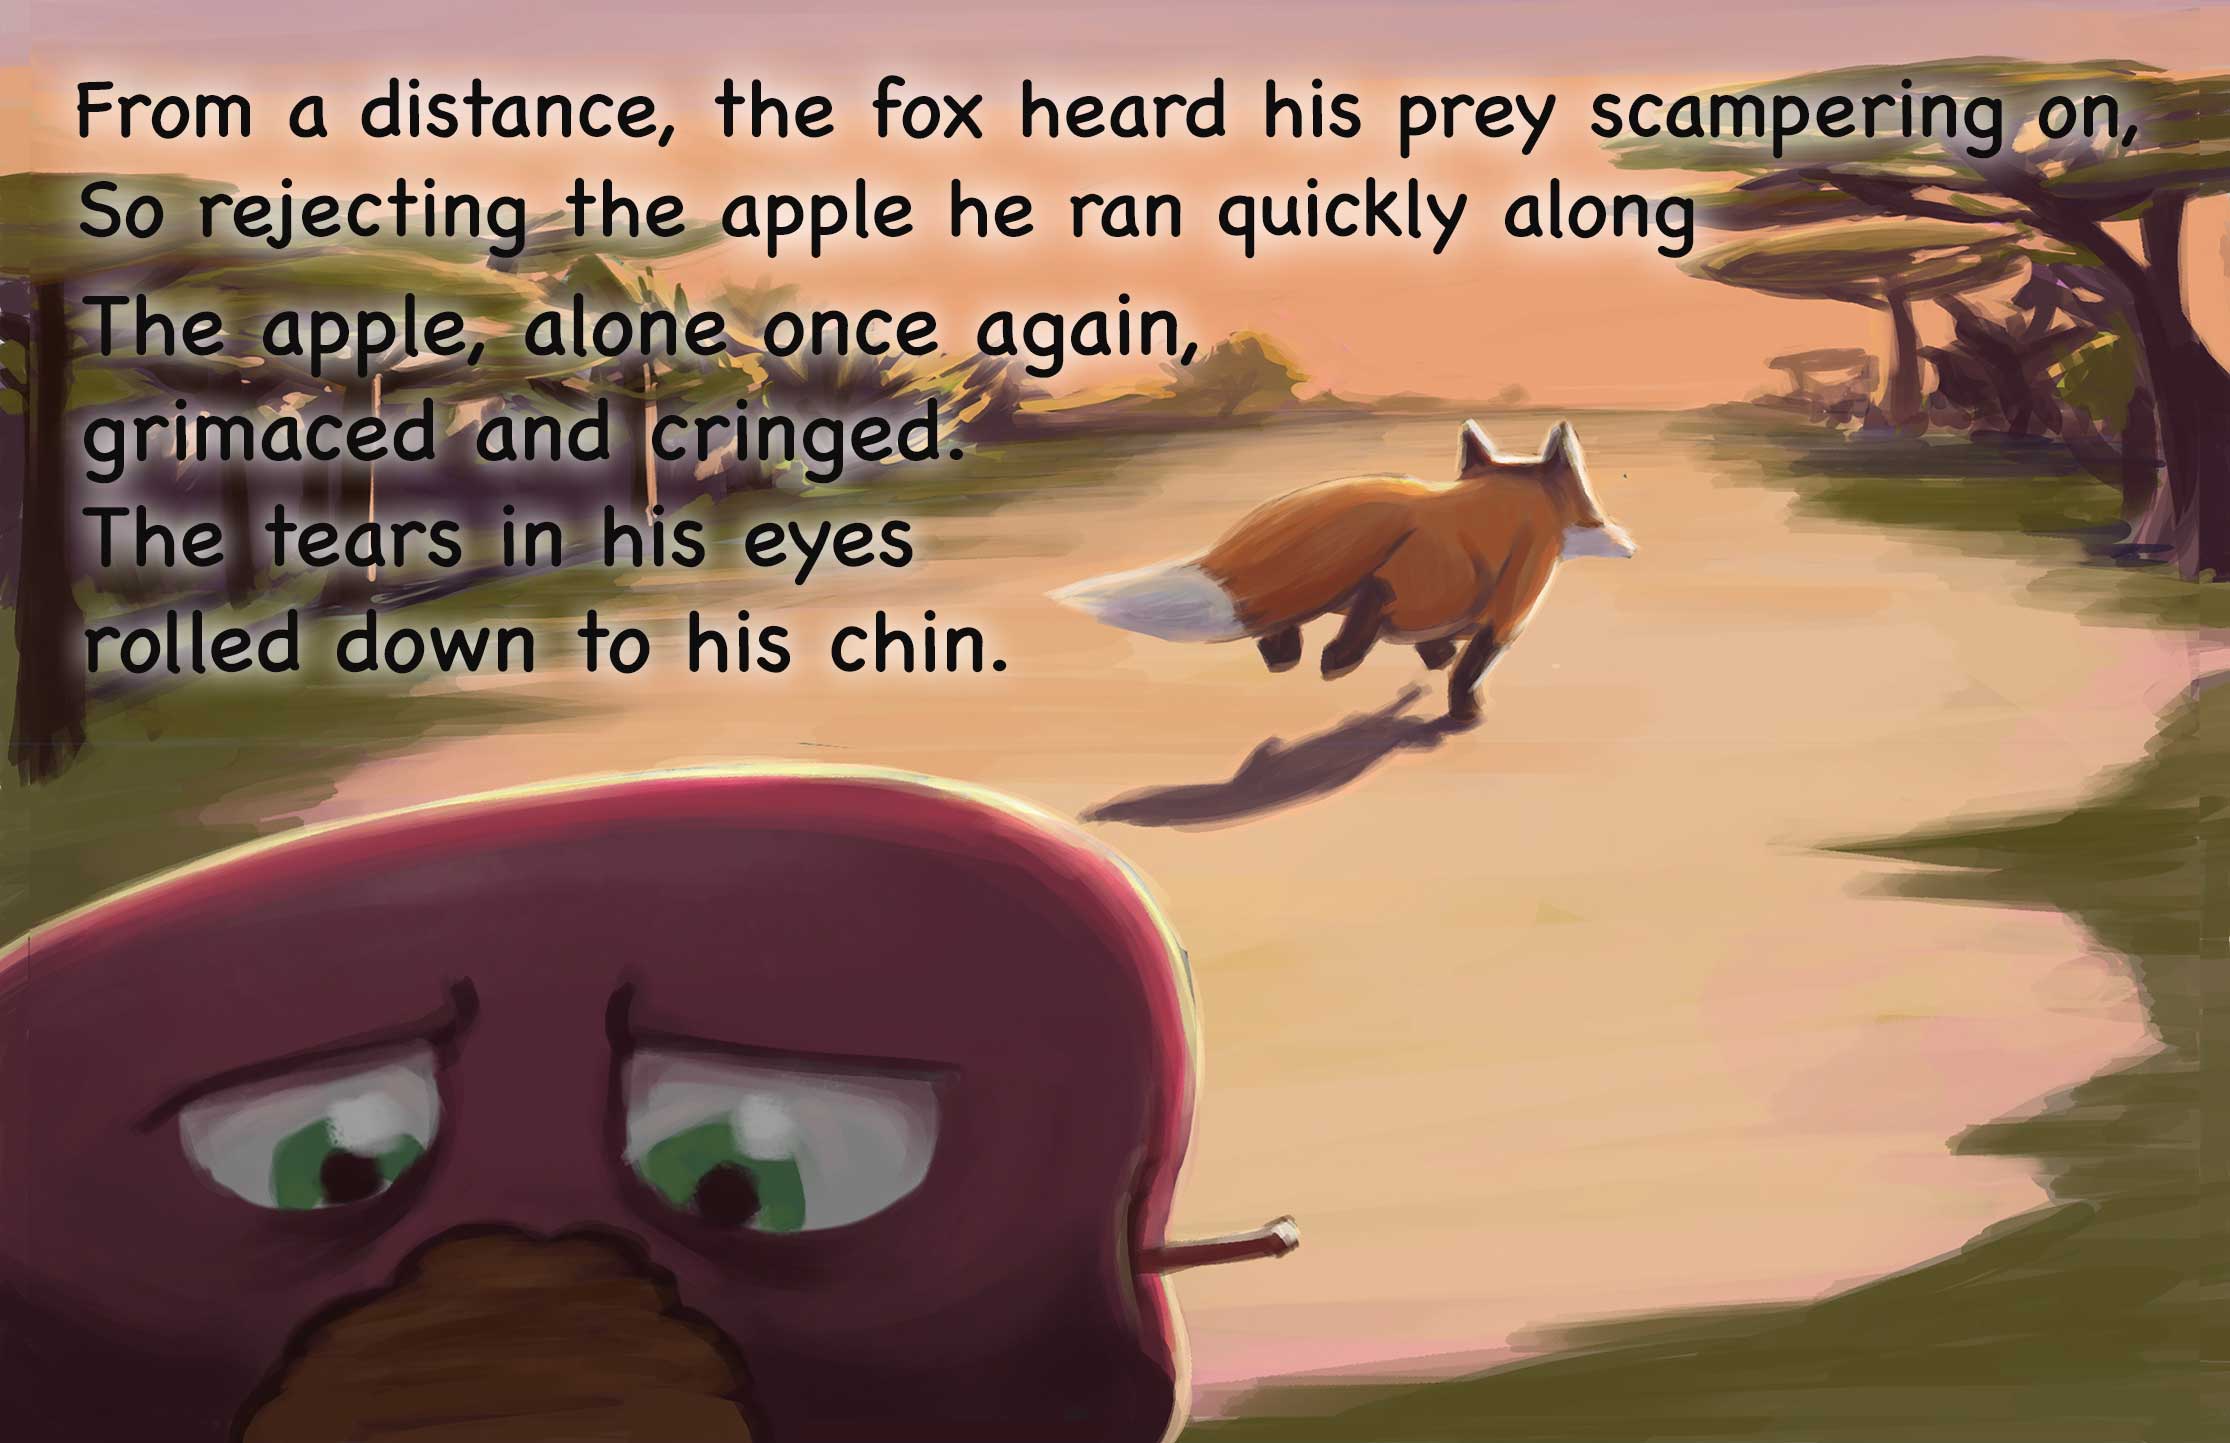 From a distance, the fox heard his prey scampering on,
So rejecting the apple he ran quickly along
The apple, alone once again,
grimaced and cringed.
The tears in his eyes
rolled down to his chin.